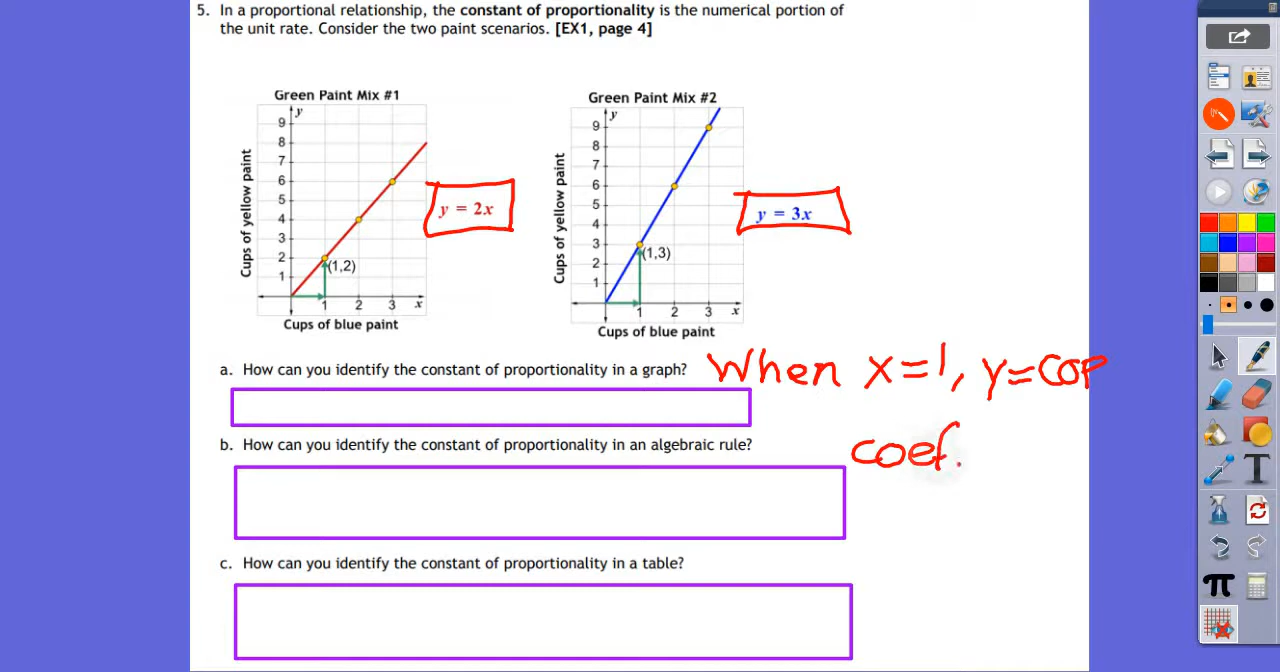 5. In a proportional relationship, the constant of proportionality is the numerical portion of
the unit rate. Consider the two paint scenarios. [EX1, page 4]
Green Paint Mix #1
y
9
8
7
6
5
4
3
2
1
Cups of yellow paint
y = 2x
(1,2)
1 2 3 x
Cups of blue paint
Green Paint Mix #2
y
9
8
7
6
5
4
3
2
1
Cups of yellow paint
y = 3x
(1,3)
1 2 3 x
Cups of blue paint
a. How can you identify the constant of proportionality in a graph? When x=1, y=COP
b. How can you identify the constant of proportionality in an algebraic rule? coef.
c. How can you identify the constant of proportionality in a table?
π
T